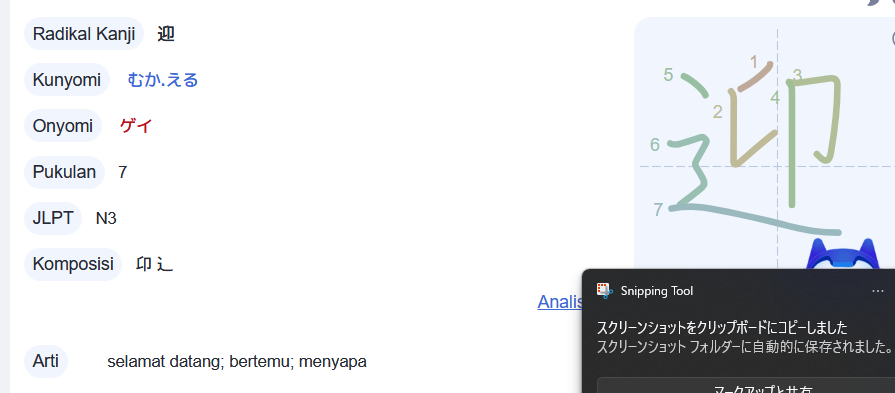 Radikal Kanji 迎
Kunyomi むか.える
Onyomi ゲイ
Pukulan 7
JLPT N3
Komposisi 卬 辶
Arti selamat datang; bertemu; menyapa
1
2
3
4
5
6
7
Snipping Tool
スクリーンショットをクリップボードにコピーしました
スクリーンショット フォルダーに自動的に保存されました。
マークアップと共有